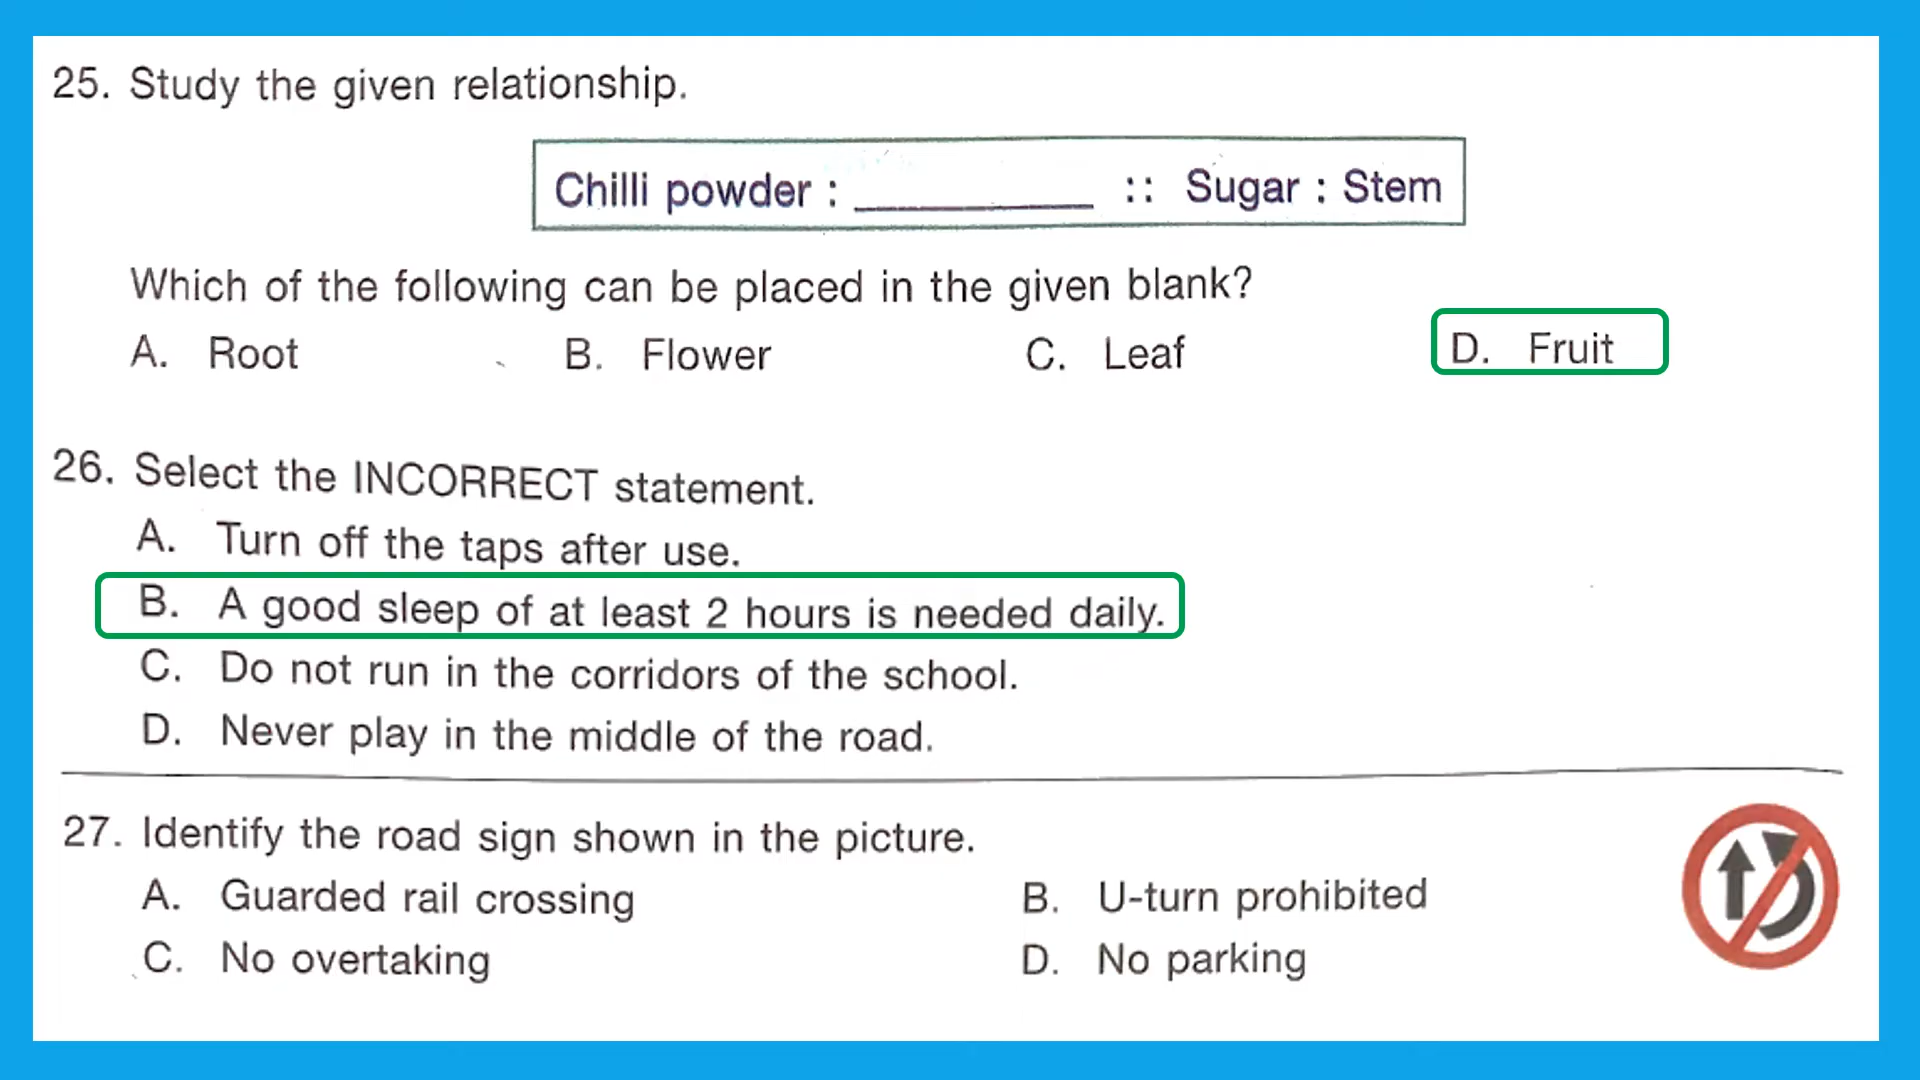 25. Study the given relationship.
Chilli powder : __________ :: Sugar : Stem
Which of the following can be placed in the given blank?
A. Root B. Flower C. Leaf D. Fruit
26. Select the INCORRECT statement.
A. Turn off the taps after use.
B. A good sleep of at least 2 hours is needed daily.
C. Do not run in the corridors of the school.
D. Never play in the middle of the road.
27. Identify the road sign shown in the picture.
A. Guarded rail crossing B. U-turn prohibited
C. No overtaking D. No parking